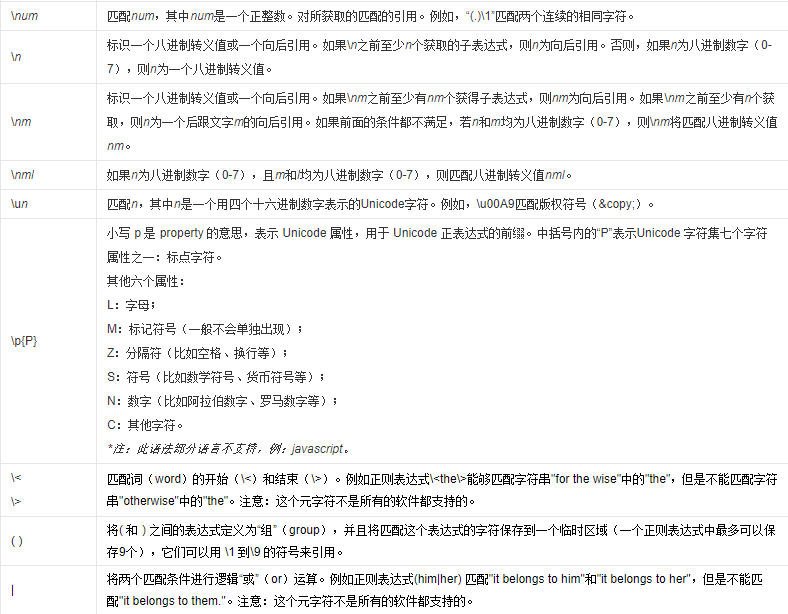 \num 匹配num，其中num是一个正整数。对所获取的匹配的引用。例如，“(.)\1”匹配两个连续的相同字符。
\n 标识一个八进制转义值或一个向后引用。如果\n之前至少n个获取的子表达式，则n为向后引用。否则，如果n为八进制数字（0-
7），则n为一个八进制转义值。
\nm 标识一个八进制转义值或一个向后引用。如果\nm之前至少有nm个获得子表达式，则nm为向后引用。如果\nm之前至少有n个获
取，则n为一个后跟文字m的向后引用。如果前面的条件都不满足，若n和m均为八进制数字（0-7），则\nm将匹配八进制转义值
nm。
\nml 如果n为八进制数字（0-7），且m和l均为八进制数字（0-7），则匹配八进制转义值nml。
\un 匹配n，其中n是一个用四个十六进制数字表示的Unicode字符。例如，\u00A9匹配版权符号（&copy;）。
\p{P} 小写 p 是 property 的意思，表示 Unicode 属性，用于 Unicode 正表达式的前缀。中括号内的“P”表示Unicode 字符集七个字符
属性之一：标点字符。
其他六个属性：
L：字母；
M：标记符号（一般不会单独出现）；
Z：分隔符（比如空格、换行等）；
S：符号（比如数学符号、货币符号等）；
N：数字（比如阿拉伯数字、罗马数字等）；
C：其他字符。
*注：此语法部分语言不支持，例：javascript。
\< 匹配词（word）的开始（\<）和结束（\>）。例如正则表达式\<the\>能够匹配字符串"for the wise"中的"the"，但是不能匹配字符
\> 串"otherwise"中的"the"。注意：这个元字符不是所有的软件都支持的。
( ) 将( 和 ) 之间的表达式定义为“组”（group），并且将匹配这个表达式的字符保存到一个临时区域（一个正则表达式中最多可以保
存9个），它们可以用 \1 到\9 的符号来引用。
| 将两个匹配条件进行逻辑“或”（or）运算。例如正则表达式(him|her) 匹配"it belongs to him"和"it belongs to her"，但是不能匹
配"it belongs to them."。注意：这个元字符不是所有的软件都支持的。